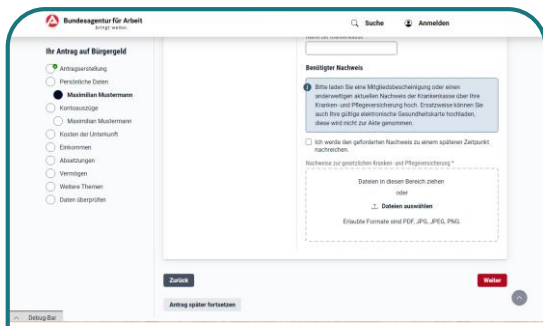 Bundesagentur für Arbeit
bringt weiter.
Suche
Anmelden
Ihr Antrag auf Bürgergeld
Antragserstellung
Persönliche Daten
Maximilian Mustermann
Kontoauszüge
Maximilian Mustermann
Kosten der Unterkunft
Einkommen
Absetzungen
Vermögen
Weitere Themen
Daten überprüfen
Benötigter Nachweis
Bitte laden Sie eine Mitgliedsbescheinigung oder einen
anderweitigen aktuellen Nachweis der Krankenkasse über Ihre
Kranken- und Pflegeversicherung hoch. Ersatzweise können Sie
auch Ihre gültige elektronische Gesundheitskarte hochladen,
diese wird nicht zur Akte genommen.
Ich werde den geforderten Nachweis zu einem späteren Zeitpunkt
nachreichen.
Nachweise zur gesetzlichen Kranken- und Pflegeversicherung *
Dateien in diesen Bereich ziehen
oder
Dateien auswählen
Erlaubte Formate sind PDF, JPG, JPEG, PNG.
Zurück
Weiter
Antrag später fortsetzen
Debug-Bar